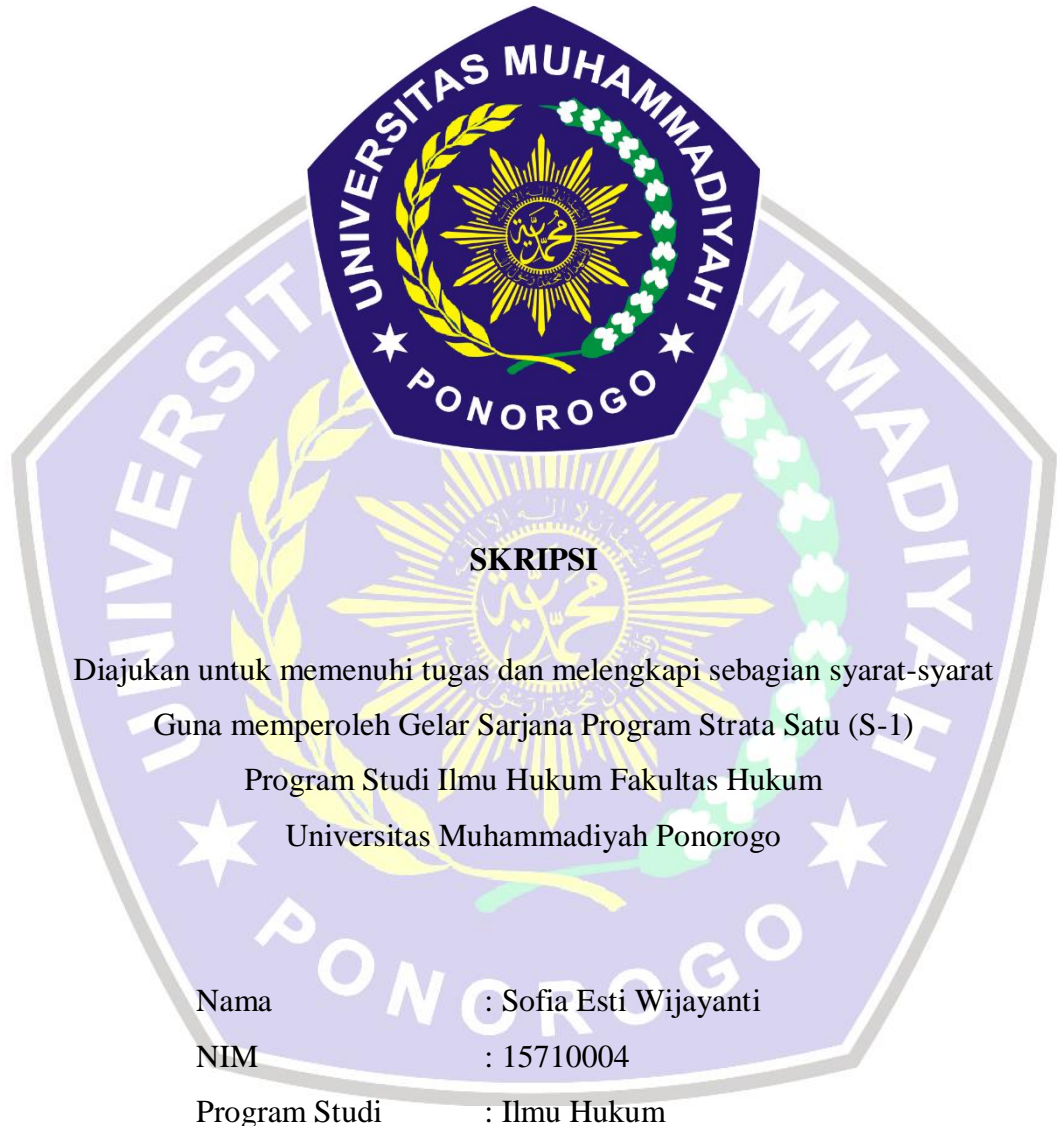 UNIVERSITAS MUHAMMADIYAH
PONOROGO
محمدية
SKRIPSI
Diajukan untuk memenuhi tugas dan melengkapi sebagian syarat-syarat
Guna memperoleh Gelar Sarjana Program Strata Satu (S-1)
Program Studi Ilmu Hukum Fakultas Hukum
Universitas Muhammadiyah Ponorogo
Nama : Sofia Esti Wijayanti
NIM : 15710004
Program Studi : Ilmu Hukum